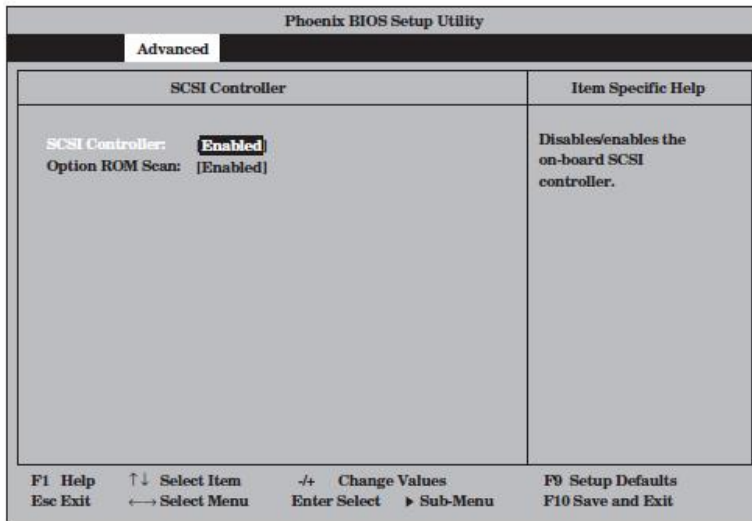 Phoenix BIOS Setup Utility
Advanced
SCSI Controller
Item Specific Help
SCSI Controller: [Enabled]
Option ROM Scan: [Enabled]
Disables/enables the
on-board SCSI
controller.
F1 Help ↑↓ Select Item -/+ Change Values F9 Setup Defaults
Esc Exit ←→ Select Menu Enter Select ▶ Sub-Menu F10 Save and Exit